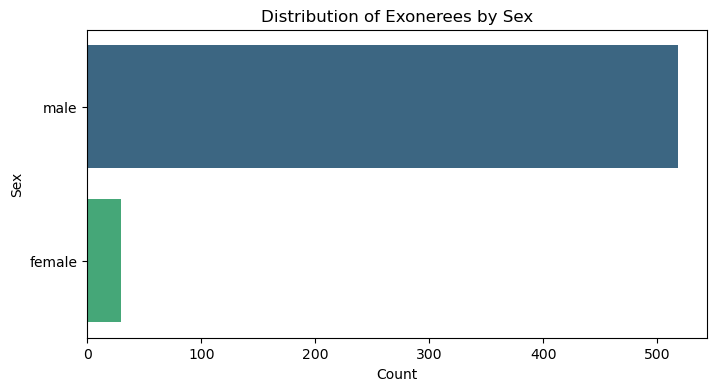 Distribution of Exonerees by Sex
Sex
male
female
0 100 200 300 400 500
Count